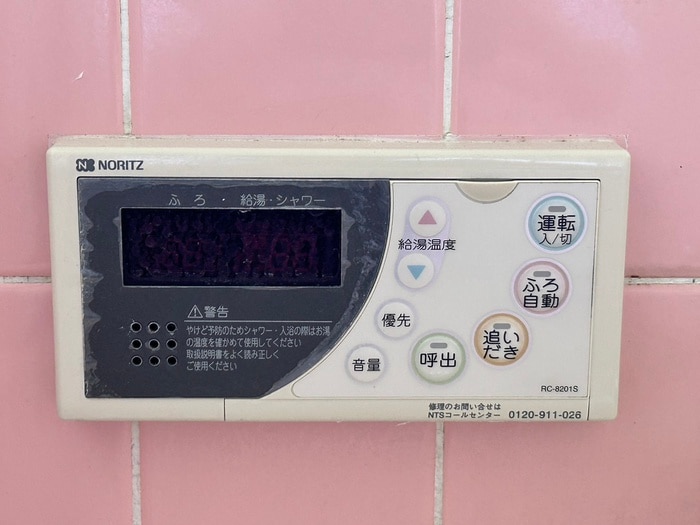 NORITZ
ふろ・給湯・シャワー
給湯温度
運転
入/切
ふろ
自動
優先
追い
だき
音量
呼出
⚠警告
やけど予防のためシャワー・入浴の際はお湯
の温度を確かめて使用してください
取扱説明書をよく読み正しく
ご使用ください
RC-8201S
修理のお問い合せは
NTSコールセンター 0120-911-026